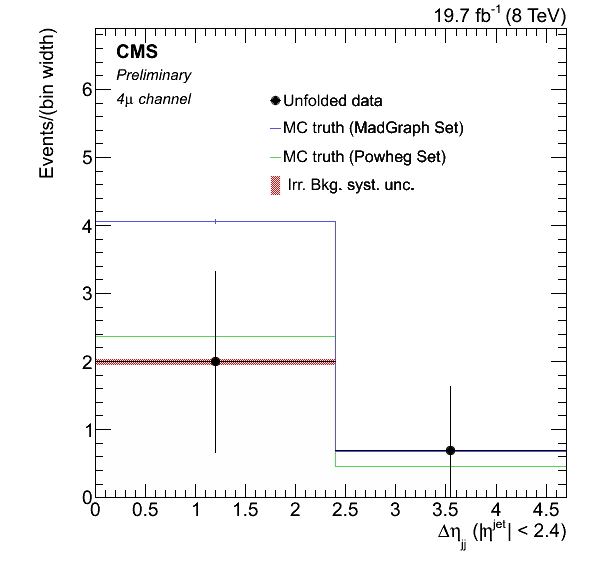 19.7 fb-1 (8 TeV)
CMS
Preliminary
4μ channel
Unfolded data
MC truth (MadGraph Set)
MC truth (Powheg Set)
Irr. Bkg. syst. unc.
Events/(bin width)
6
5
4
3
2
1
0
0 0.5 1 1.5 2 2.5 3 3.5 4 4.5
Δηjj (|ηjet| < 2.4)